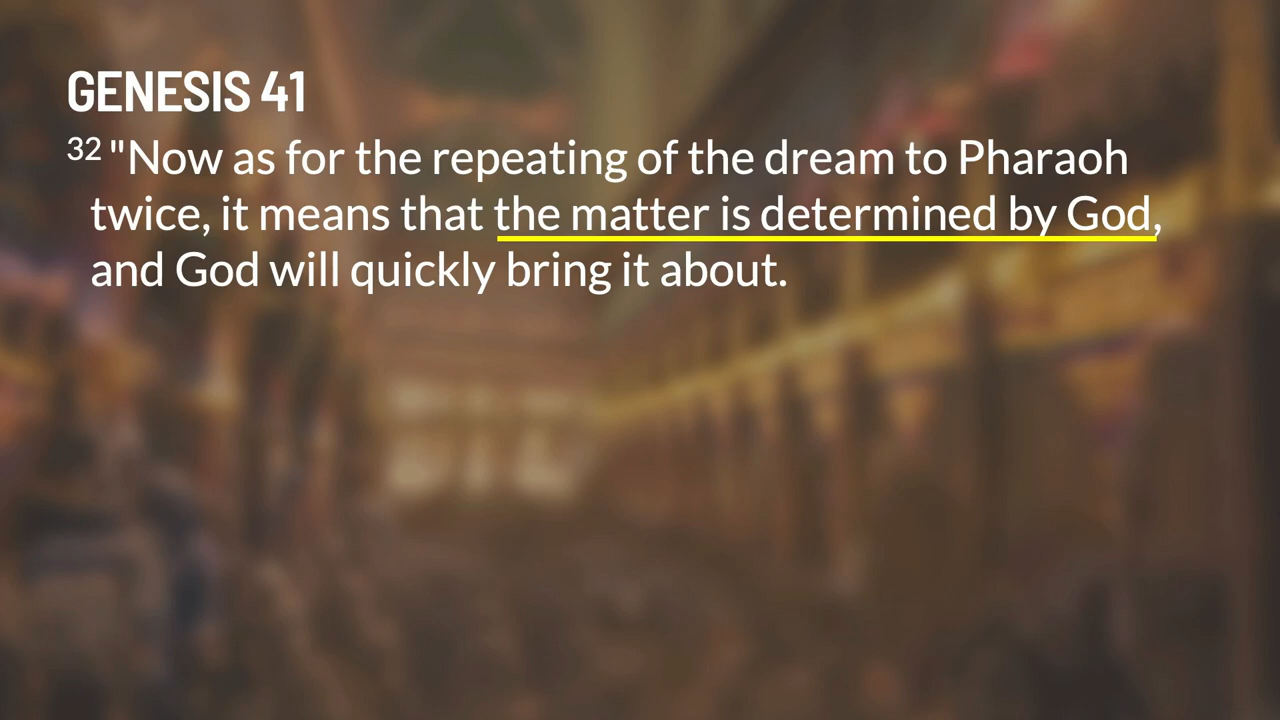 GENESIS 41
32 "Now as for the repeating of the dream to Pharaoh
twice, it means that the matter is determined by God,
and God will quickly bring it about.